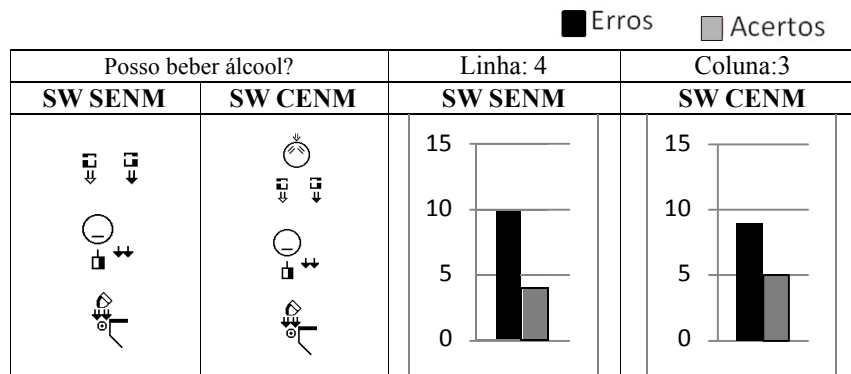 Erros Acertos
Posso beber álcool? Linha: 4 Coluna:3
SW SENM SW CENM SW SENM SW CENM
15 15
10 10
5 5
0 0